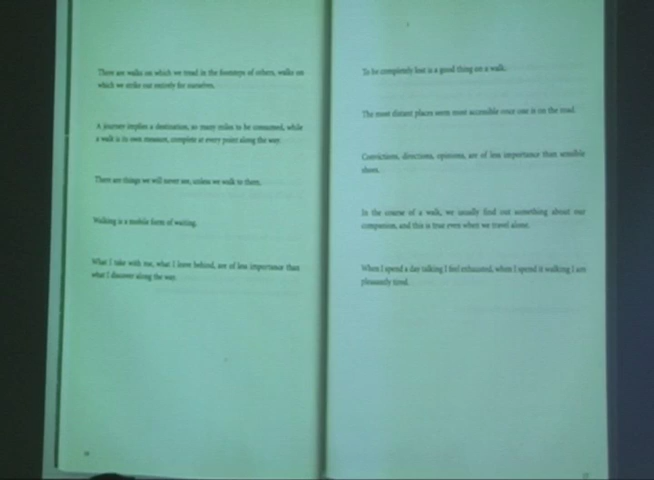 There are walks on which we tread in the footsteps of others, walks on
which we strike out entirely for ourselves.
A journey implies a destination, so many miles to be consumed, while
a walk is its own measure, complete at every point along the way.
There are things we will never see, unless we walk to them.
Walking is a mobile form of waiting.
What I take with me, what I leave behind, are of less importance than
what I discover along the way.
To be completely lost is a good thing on a walk.
The most distant places seem most accessible once one is on the road.
Convictions, directions, opinions, are of less importance than sensible
shoes.
In the course of a walk, we usually find out something about our
companion, and this is true even when we travel alone.
When I spend a day talking I feel exhausted, when I spend it walking I am
pleasantly tired.